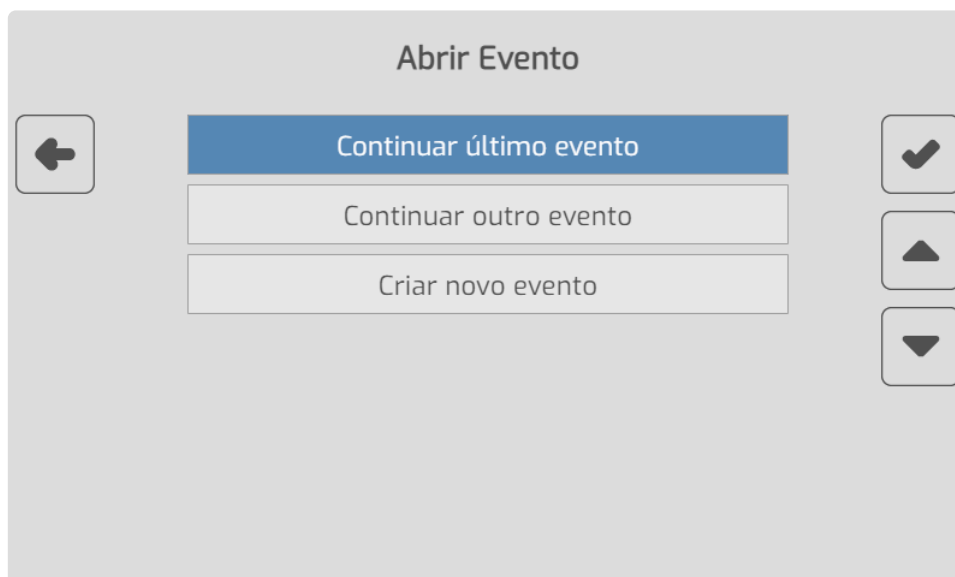 Abrir Evento
Continuar último evento
Continuar outro evento
Criar novo evento